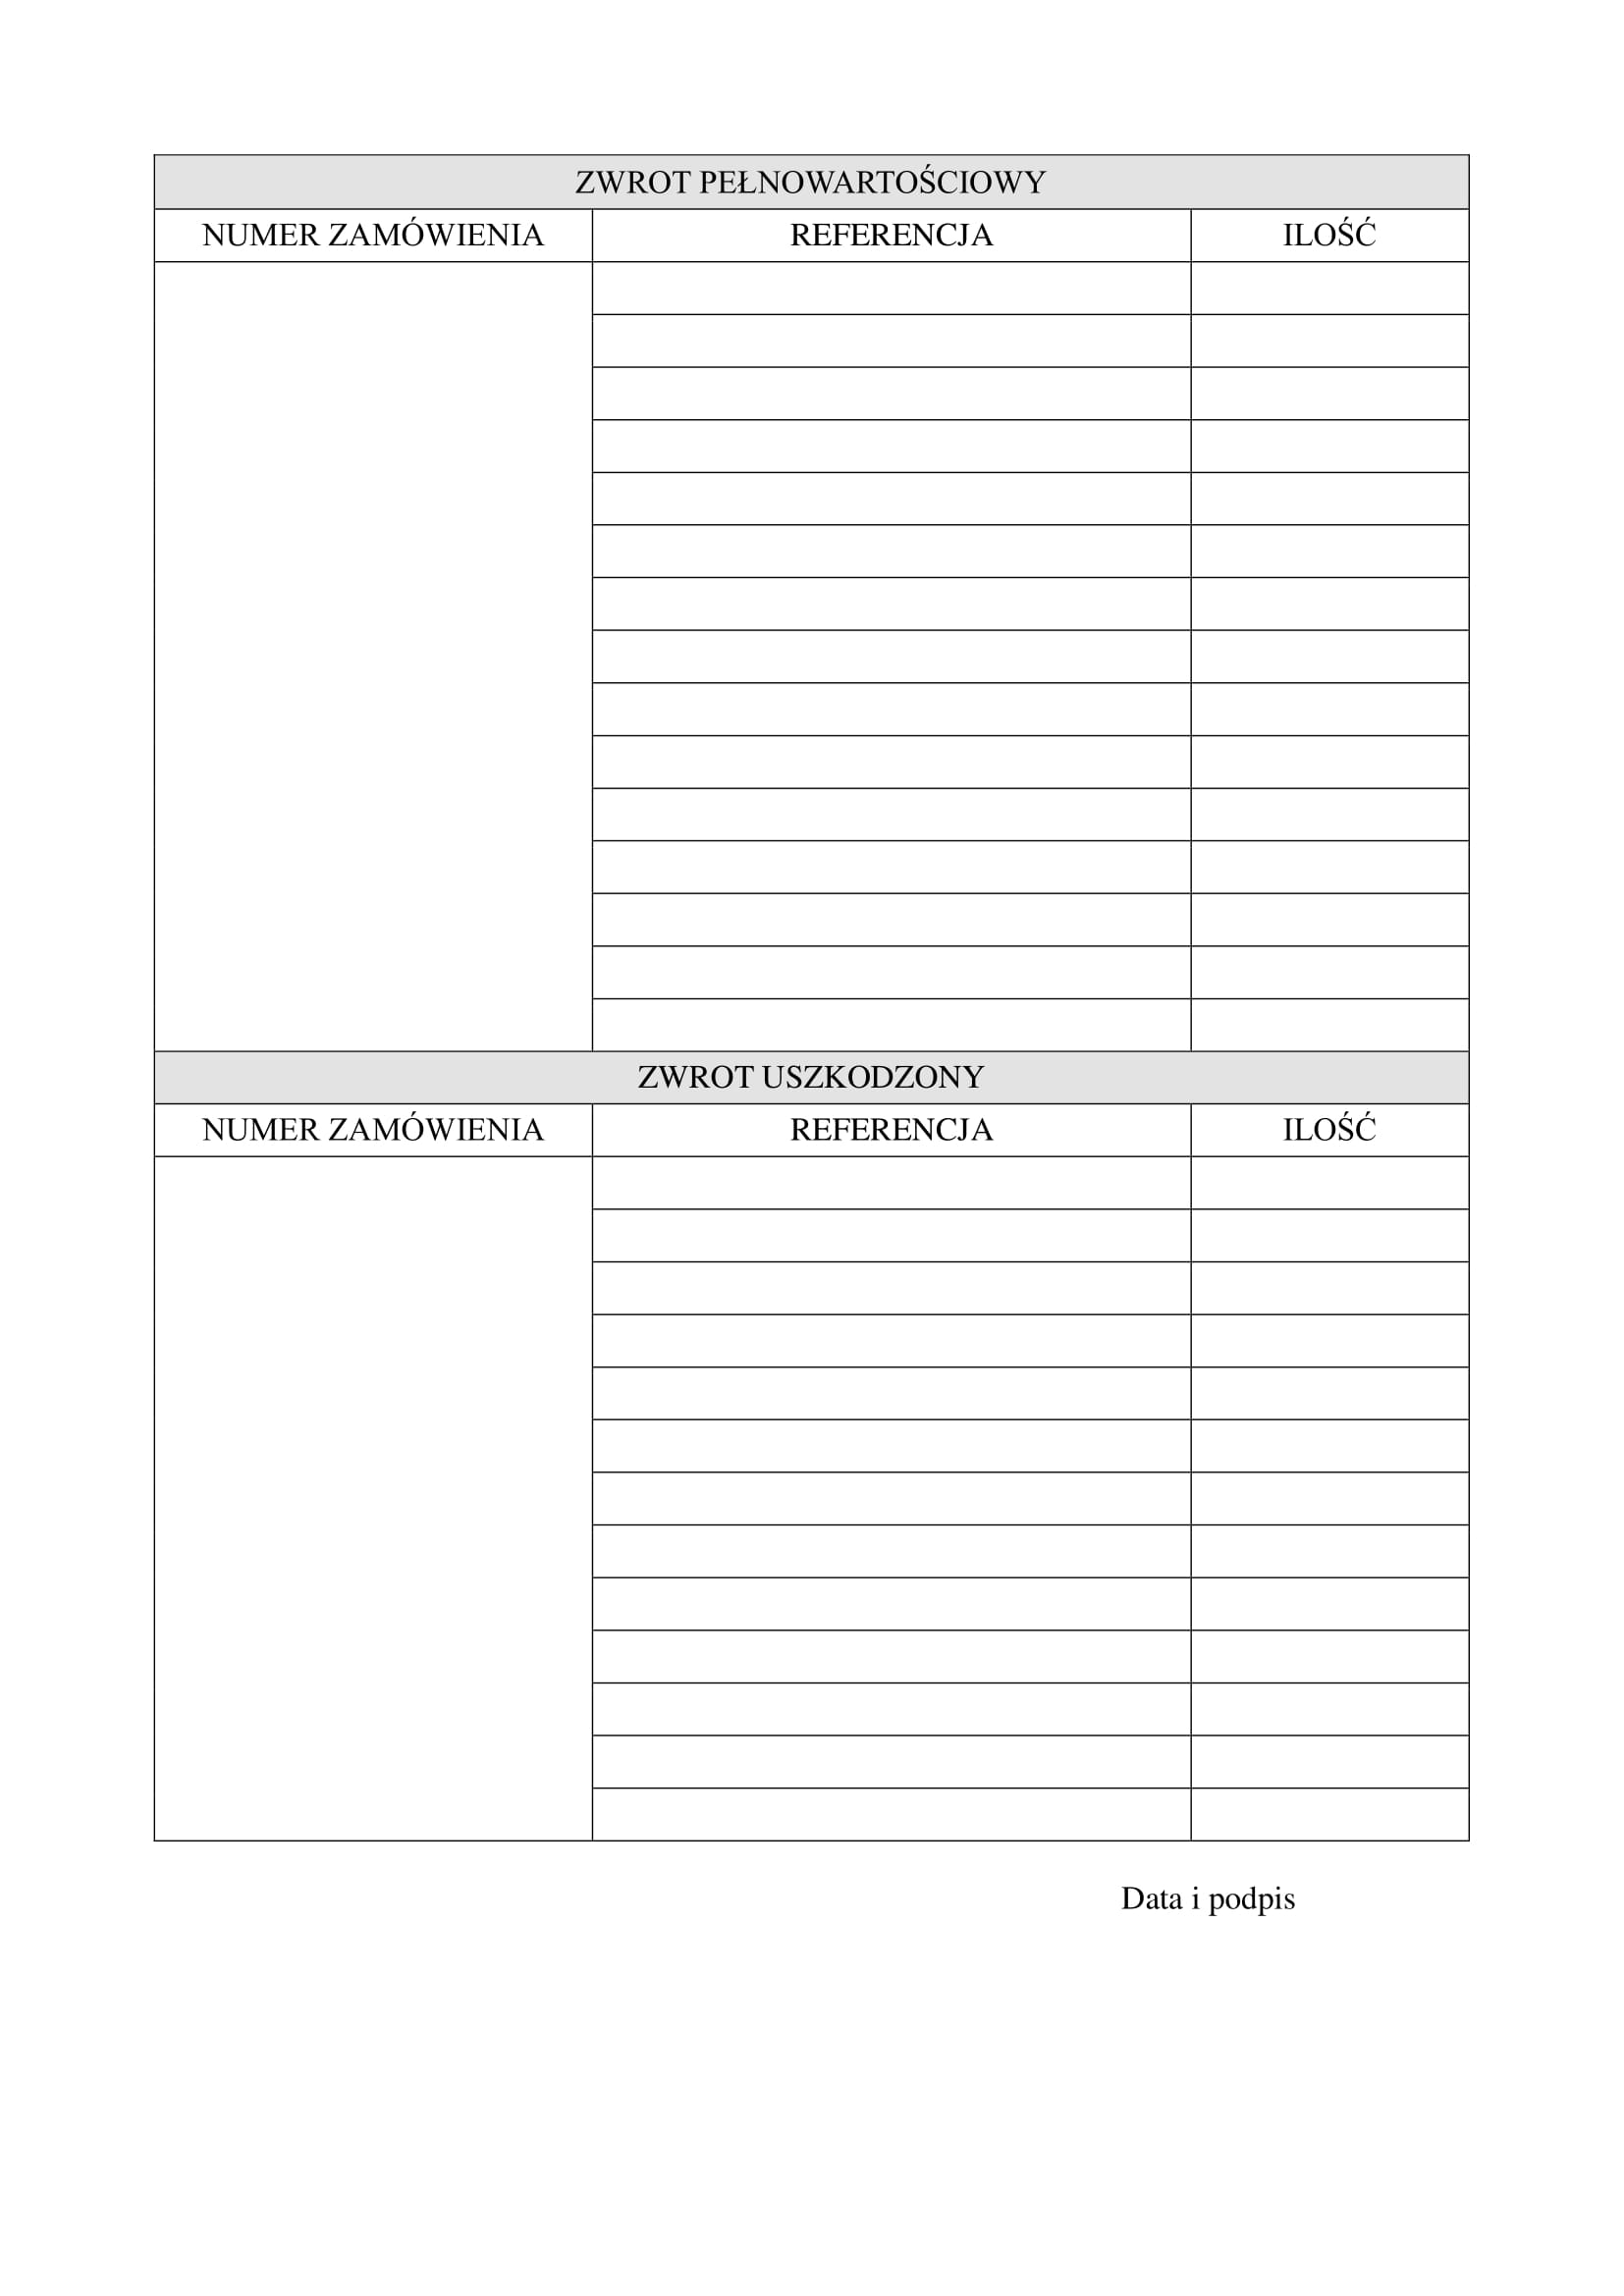 ZWROT PEŁNOWARTOŚCIOWY
NUMER ZAMÓWIENIA REFERENCJA ILOŚĆ
ZWROT USZKODZONY
NUMER ZAMÓWIENIA REFERENCJA ILOŚĆ
Data i podpis